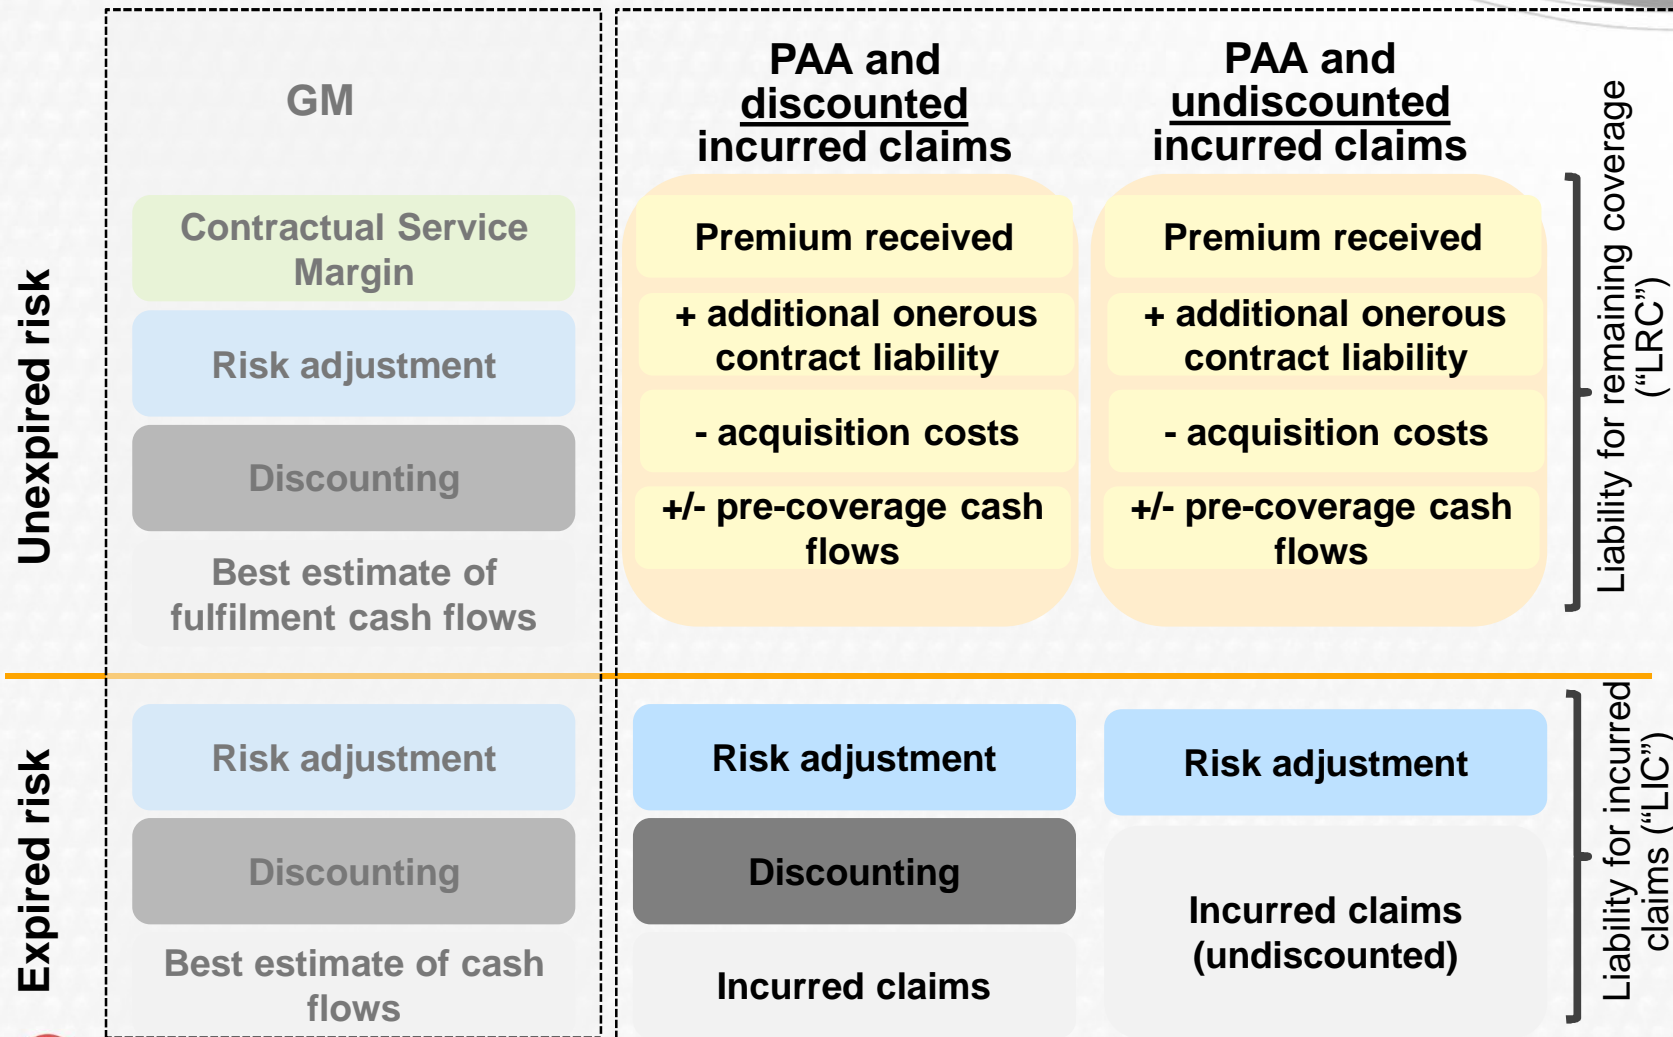 GM
PAA and
discounted
incurred claims
PAA and
undiscounted
incurred claims
Unexpired risk
Contractual Service
Margin
Risk adjustment
Discounting
Best estimate of
fulfilment cash flows
Premium received
+ additional onerous
contract liability
- acquisition costs
+/- pre-coverage cash
flows
Premium received
+ additional onerous
contract liability
- acquisition costs
+/- pre-coverage cash
flows
Liability for remaining coverage
(“LRC”)
Expired risk
Risk adjustment
Discounting
Best estimate of cash
flows
Risk adjustment
Discounting
Incurred claims
Risk adjustment
Incurred claims
(undiscounted)
Liability for incurred
claims (“LIC”)